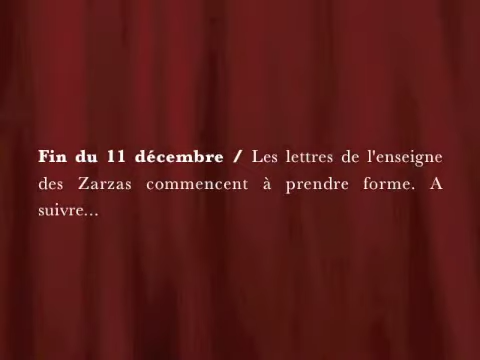 Fin du 11 décembre / Les lettres de l'enseigne
des Zarzas commencent à prendre forme. A
suivre...